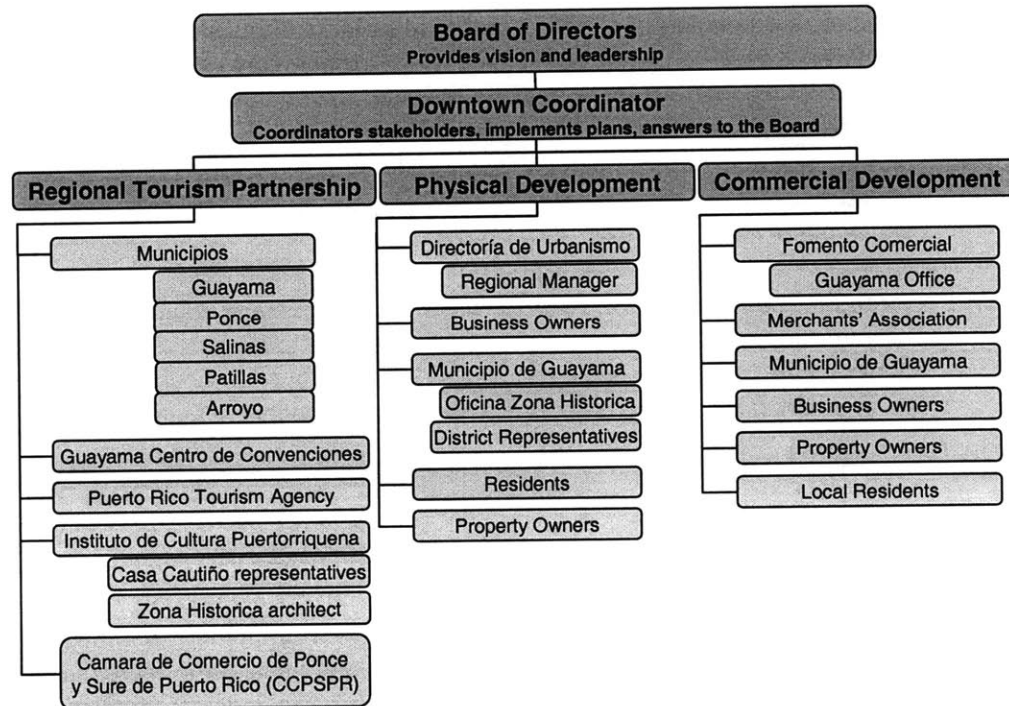 Board of Directors
Provides vision and leadership
Downtown Coordinator
Coordinators stakeholders, implements plans, answers to the Board
Regional Tourism Partnership
Municipios
Guayama
Ponce
Salinas
Patillas
Arroyo
Guayama Centro de Convenciones
Puerto Rico Tourism Agency
Instituto de Cultura Puertorriquena
Casa Cautiño representatives
Zona Historica architect
Camara de Comercio de Ponce
y Sure de Puerto Rico (CCPSPR)
Physical Development
Directoría de Urbanismo
Regional Manager
Business Owners
Municipio de Guayama
Oficina Zona Historica
District Representatives
Residents
Property Owners
Commercial Development
Fomento Comercial
Guayama Office
Merchants' Association
Municipio de Guayama
Business Owners
Property Owners
Local Residents